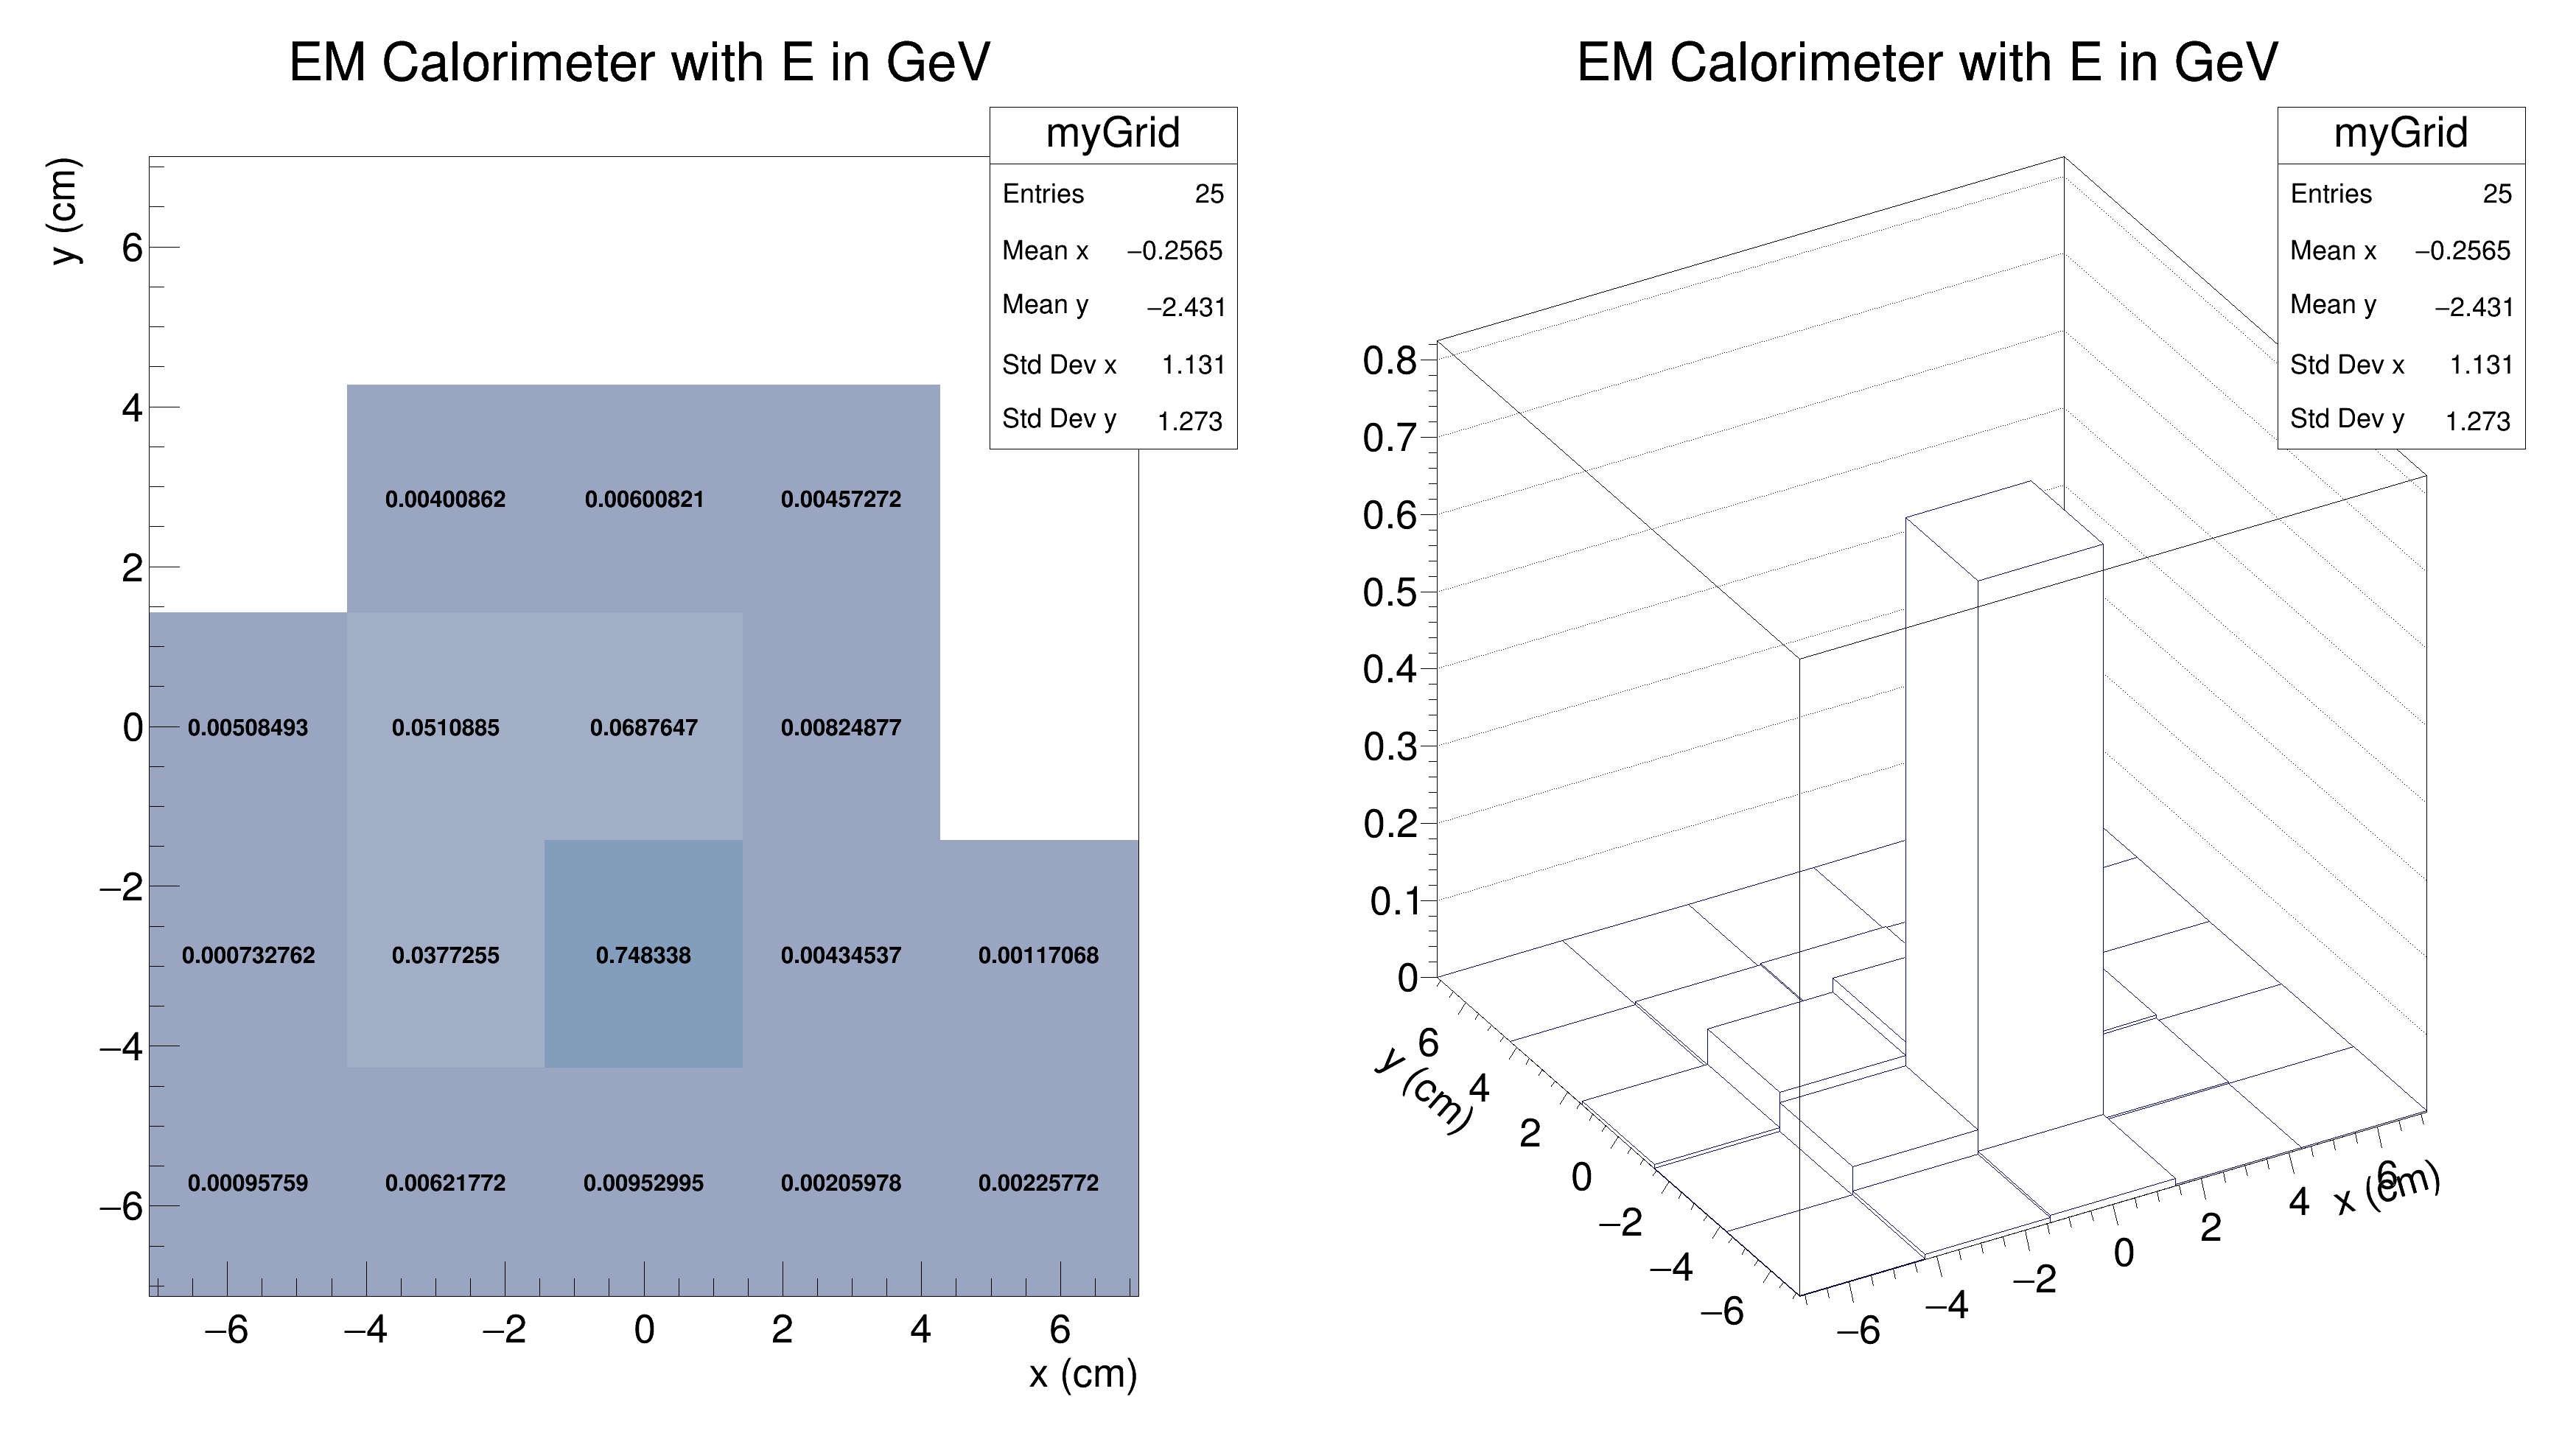 EM Calorimeter with E in GeV
myGrid
Entries 25
Mean x −0.2565
Mean y −2.431
Std Dev x 1.131
Std Dev y 1.273
y (cm)
6
4
2
0
−2
−4
−6
0.00400862 0.00600821 0.00457272
0.00508493 0.0510885 0.0687647 0.00824877
0.000732762 0.0377255 0.748338 0.00434537 0.00117068
0.00095759 0.00621772 0.00952995 0.00205978 0.00225772
−6 −4 −2 0 2 4 6
x (cm)
EM Calorimeter with E in GeV
myGrid
Entries 25
Mean x −0.2565
Mean y −2.431
Std Dev x 1.131
Std Dev y 1.273
0.8
0.7
0.6
0.5
0.4
0.3
0.2
0.1
0
y (cm)
6
4
2
0
−2
−4
−6
−6 −4 −2 0 2 4 6
x (cm)